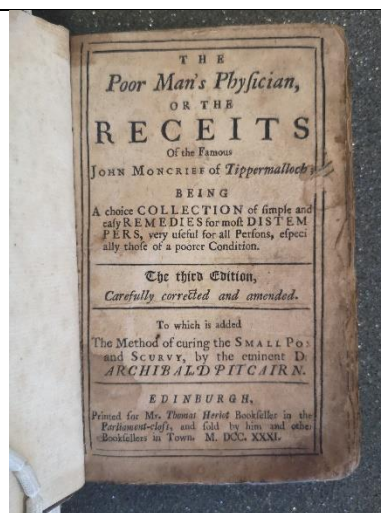 THE
Poor Man's Phyſician,
OR THE
RECEITS
Of the Famous
JOHN MONCRIEF of Tippermalloch;
BEING
A choice COLLECTION of ſimple and
eaſy REMEDIES for moſt DISTEM
PERS, very uſeful for all Perſons, eſpeci
ally thoſe of a poorer Condition.
The third Edition,
Carefully corrected and amended.
To which is added
The Method of curing the SMALL Pox
and SCURVY, by the eminent D
ARCHIBALD PITCAIRN.
EDINBURGH,
Printed for Mr. Thomas Heriot Bookſeller in the
Parliament-cloſs, and ſold by him and othe
Bookſellers in Town. M. DCC. XXXI.